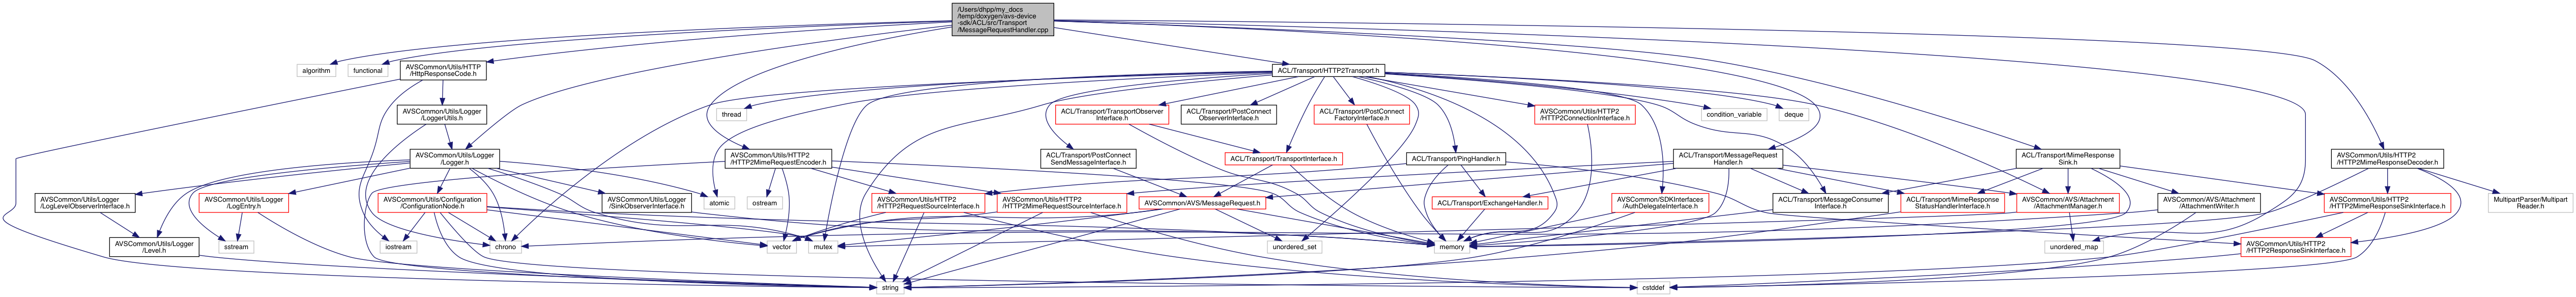 /Users/dhpp/my_docs
/temp/doxygen/avs-device
-sdk/ACL/src/Transport
/MessageRequestHandler.cpp
algorithm
functional
AVSCommon/Utils/HTTP
/HttpResponseCode.h
ACL/Transport/HTTP2Transport.h
AVSCommon/Utils/Logger
/LoggerUtils.h
thread
ACL/Transport/TransportObserver
Interface.h
ACL/Transport/PostConnect
ObserverInterface.h
ACL/Transport/PostConnect
FactoryInterface.h
AVSCommon/Utils/HTTP2
/HTTP2ConnectionInterface.h
condition_variable
deque
AVSCommon/Utils/Logger
/Logger.h
AVSCommon/Utils/HTTP2
/HTTP2MimeRequestEncoder.h
ACL/Transport/PostConnect
SendMessageInterface.h
ACL/Transport/TransportInterface.h
ACL/Transport/PingHandler.h
ACL/Transport/MessageRequest
Handler.h
ACL/Transport/MimeResponse
Sink.h
AVSCommon/Utils/HTTP2
/HTTP2MimeResponseDecoder.h
AVSCommon/Utils/Logger
/LogLevelObserverInterface.h
AVSCommon/Utils/Logger
/LogEntry.h
AVSCommon/Utils/Configuration
/ConfigurationNode.h
AVSCommon/Utils/Logger
/SinkObserverInterface.h
atomic
ostream
AVSCommon/Utils/HTTP2
/HTTP2RequestSourceInterface.h
AVSCommon/Utils/HTTP2
/HTTP2MimeRequestSourceInterface.h
AVSCommon/AVS/MessageRequest.h
ACL/Transport/ExchangeHandler.h
AVSCommon/SDKInterfaces
/AuthDelegateInterface.h
ACL/Transport/MessageConsumer
Interface.h
ACL/Transport/MimeResponse
StatusHandlerInterface.h
AVSCommon/AVS/Attachment
/AttachmentManager.h
AVSCommon/AVS/Attachment
/AttachmentWriter.h
AVSCommon/Utils/HTTP2
/HTTP2MimeResponseSinkInterface.h
MultipartParser/Multipart
Reader.h
AVSCommon/Utils/Logger
/Level.h
sstream
iostream
chrono
vector
mutex
unordered_set
memory
unordered_map
AVSCommon/Utils/HTTP2
/HTTP2ResponseSinkInterface.h
string
cstddef